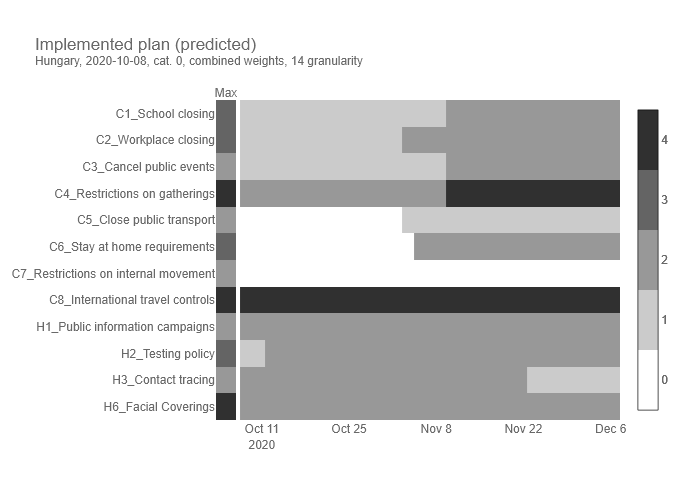 Implemented plan (predicted)
Hungary, 2020-10-08, cat. 0, combined weights, 14 granularity
Max
C1_School closing
C2_Workplace closing
C3_Cancel public events
C4_Restrictions on gatherings
C5_Close public transport
C6_Stay at home requirements
C7_Restrictions on internal movement
C8_International travel controls
H1_Public information campaigns
H2_Testing policy
H3_Contact tracing
H6_Facial Coverings
4
3
2
1
0
Oct 11 Oct 25 Nov 8 Nov 22 Dec 6
2020